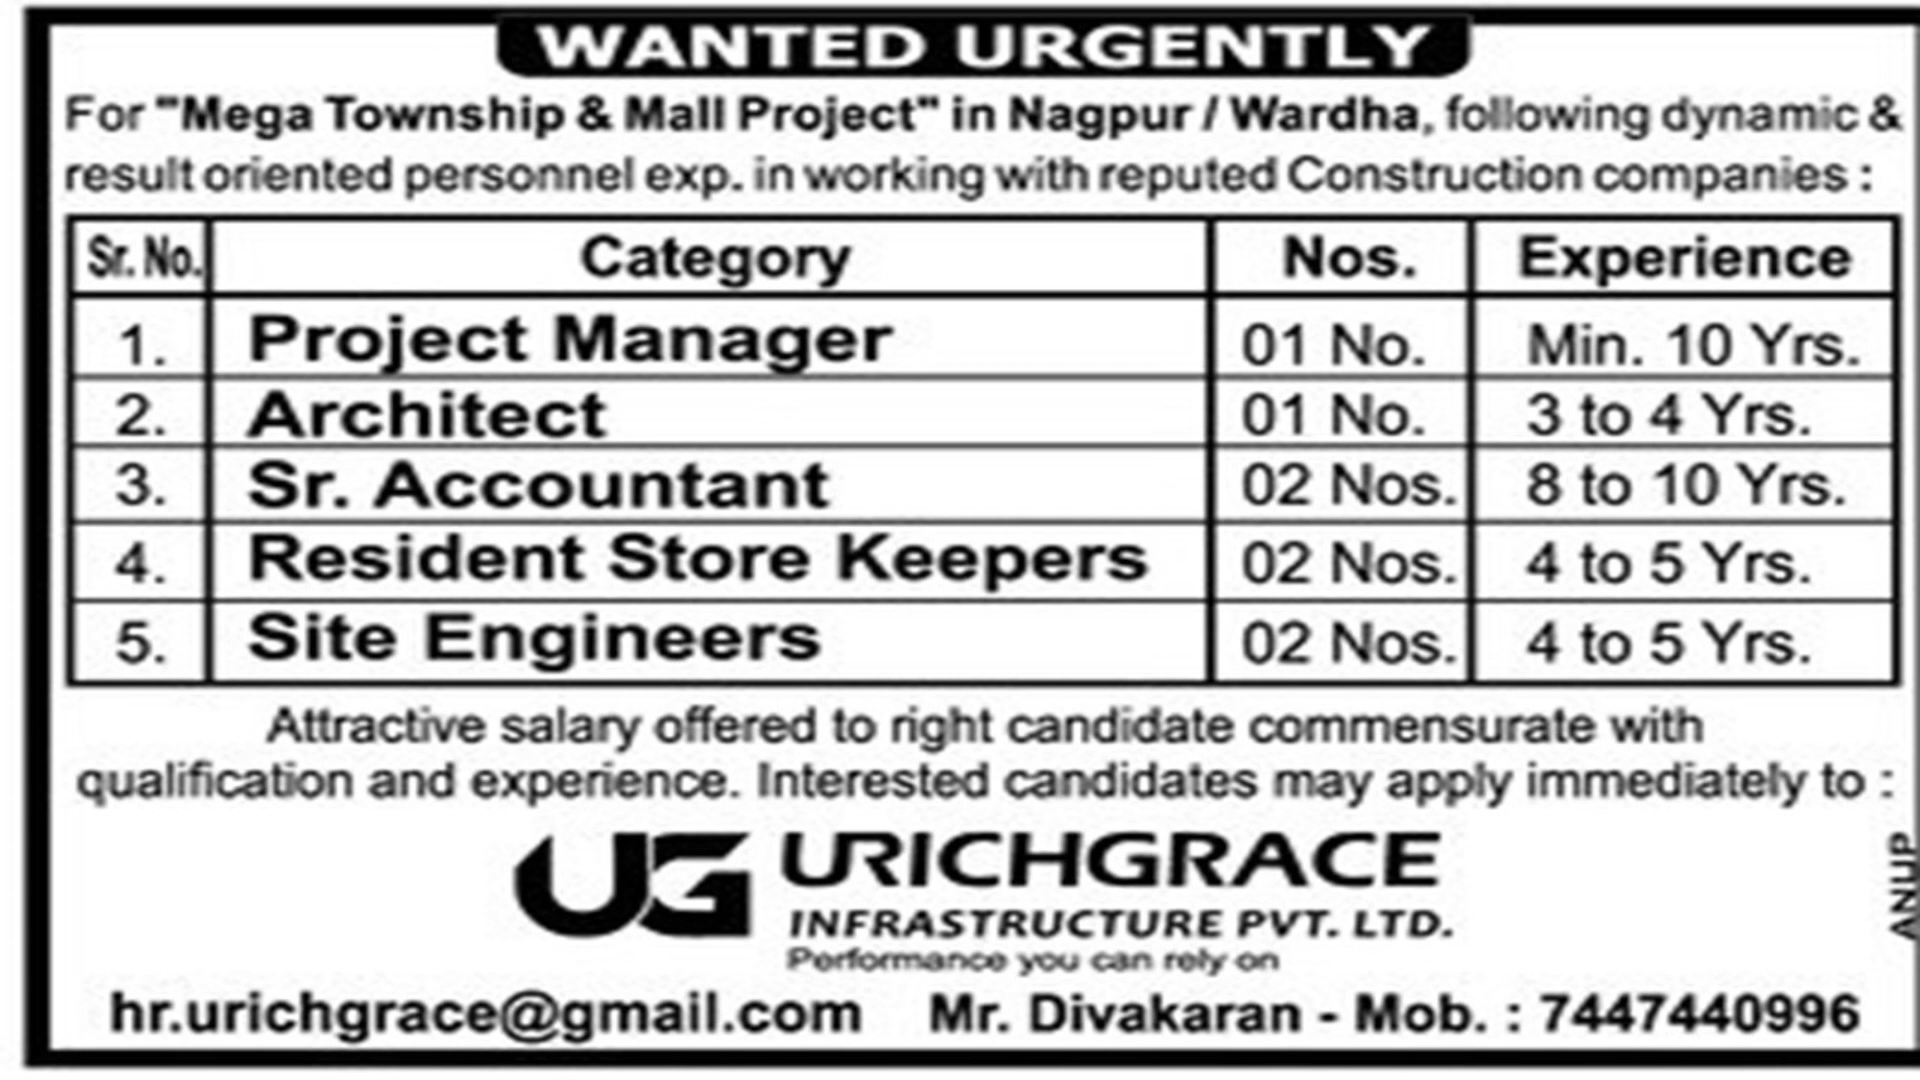 WANTED URGENTLY
For "Mega Township & Mall Project" in Nagpur / Wardha, following dynamic &
result oriented personnel exp. in working with reputed Construction companies :
Sr. No. Category Nos. Experience
1. Project Manager 01 No. Min. 10 Yrs.
2. Architect 01 No. 3 to 4 Yrs.
3. Sr. Accountant 02 Nos. 8 to 10 Yrs.
4. Resident Store Keepers 02 Nos. 4 to 5 Yrs.
5. Site Engineers 02 Nos. 4 to 5 Yrs.
Attractive salary offered to right candidate commensurate with
qualification and experience. Interested candidates may apply immediately to :
UG URICHGRACE
INFRASTRUCTURE PVT. LTD.
Performance you can rely on
ANUP
hr.urichgrace@gmail.com Mr. Divakaran - Mob. : 7447440996